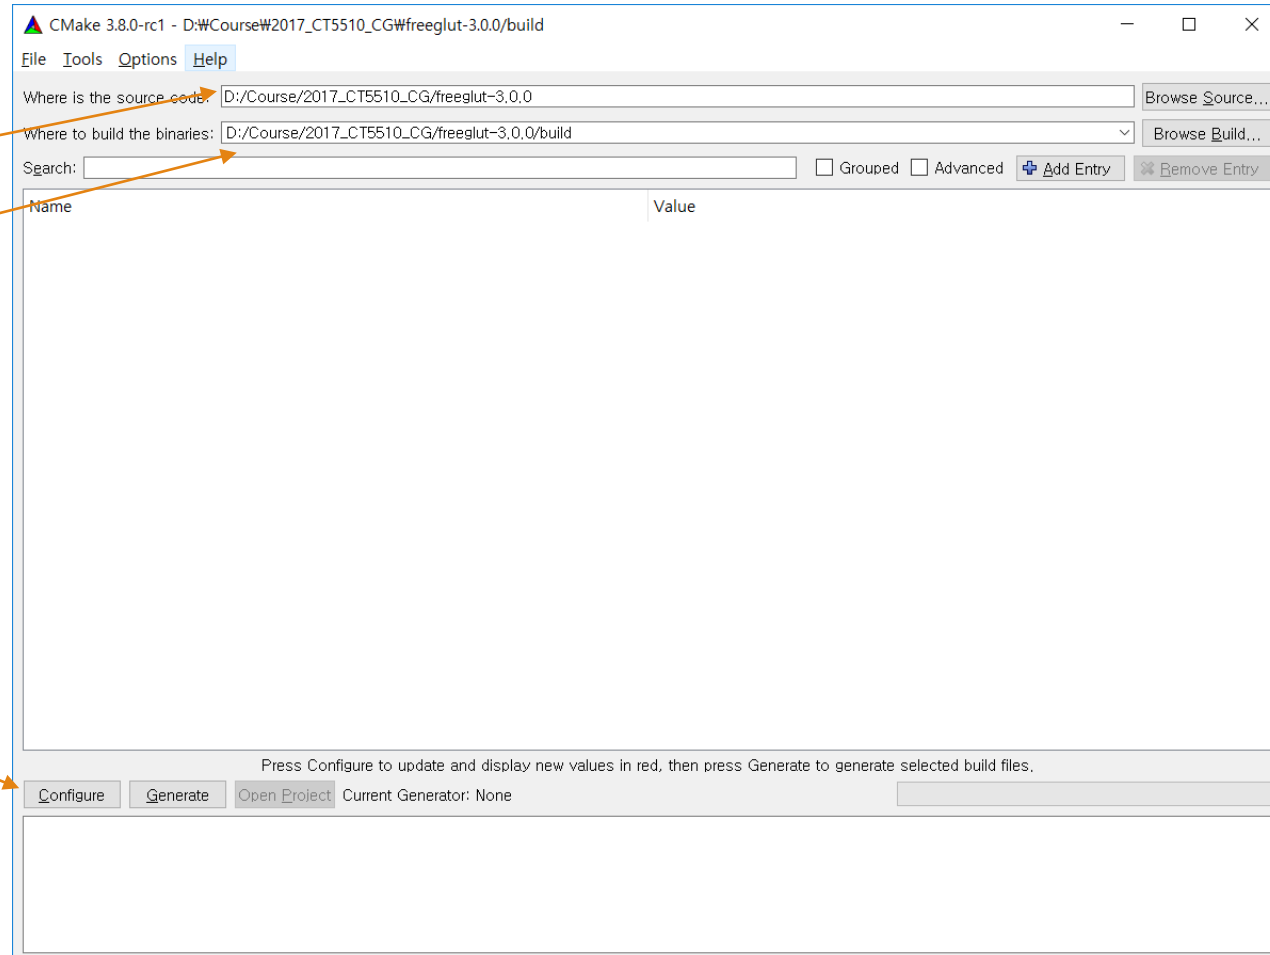 CMake 3.8.0-rc1 - D:₩Course₩2017_CT5510_CG₩freeglut-3.0.0/build
File Tools Options Help
Where is the source code: D:/Course/2017_CT5510_CG/freeglut-3.0.0 Browse Source...
Where to build the binaries: D:/Course/2017_CT5510_CG/freeglut-3.0.0/build Browse Build...
Search: Grouped Advanced Add Entry Remove Entry
Name Value
Press Configure to update and display new values in red, then press Generate to generate selected build files.
Configure Generate Open Project Current Generator: None